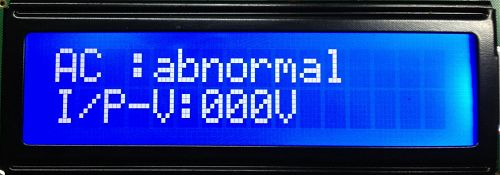 AC :abnormal
I/P-V:000V